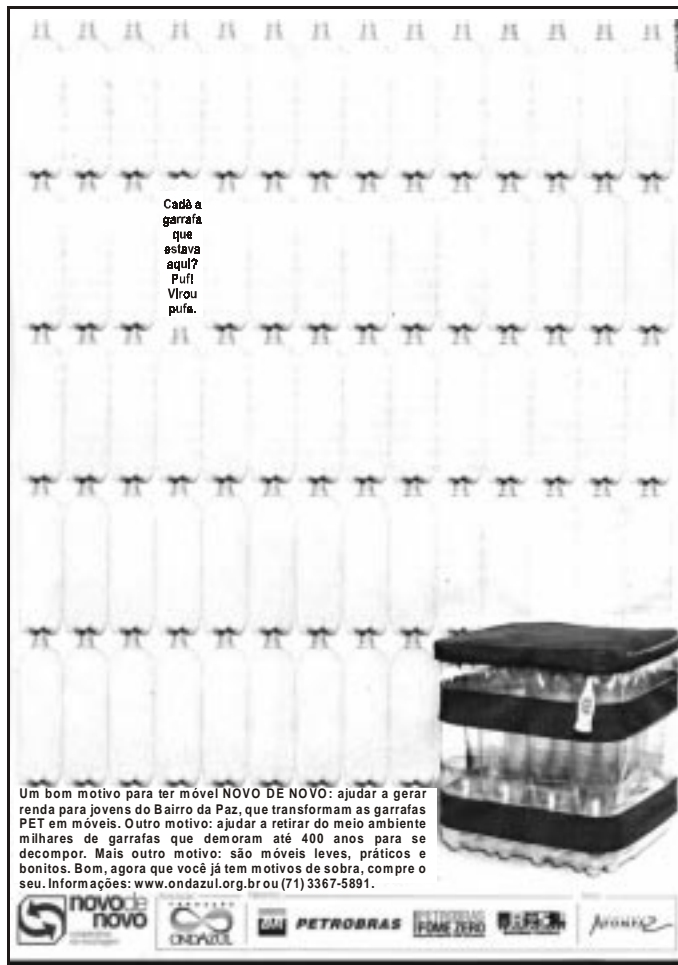 Cadê a
garrafa
que
estava
aqui?
Puf!
Virou
pufe.
Um bom motivo para ter móvel NOVO DE NOVO: ajudar a gerar
renda para jovens do Bairro da Paz, que transformam as garrafas
PET em móveis. Outro motivo: ajudar a retirar do meio ambiente
milhares de garrafas que demoram até 400 anos para se
decompor. Mais outro motivo: são móveis leves, práticos e
bonitos. Bom, agora que você já tem motivos de sobra, compre o
seu. Informações: www.ondazul.org.br ou (71) 3367-5891.
novo de
novo
ONDAZUL
BR PETROBRAS
PETROBRAS
FOME ZERO